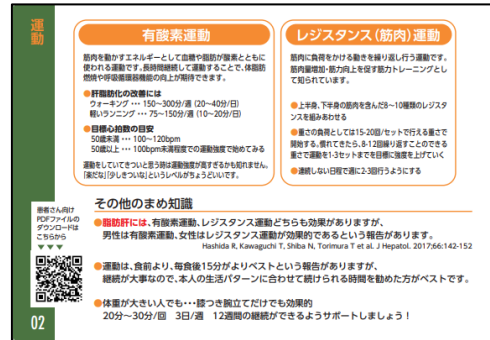 運動
有酸素運動
筋肉を動かすエネルギーとして血糖や脂肪が酸素とともに
使われる運動です。長時間継続して運動することで、体脂肪
燃焼や呼吸循環器機能の向上が期待できます。
●肝脂肪化の改善には
ウォーキング ・・・ 150~300分/週 (20~40分/日)
軽いランニング ・・・ 75~150分/週 (10~20分/日)
●目標心拍数の目安
50歳未満 ・・・ 100~120bpm
50歳以上 ・・・ 100bpm未満程度での運動強度で始めてみる
運動をしていてきついと思う時は運動強度が高すぎるかも知れません。
「楽だな」「少しきついな」というレベルがちょうどいいです。
レジスタンス(筋肉)運動
筋肉に負荷をかける動きを繰り返し行う運動です。
筋肉量増加・筋力向上を促す筋力トレーニングとし
て知られています。
●上半身、下半身の筋肉を含んだ8~10種類のレジスタ
ンスを組みあわせる
●重さの負荷としては15-20回/セットで行える重さで
開始する。慣れてきたら、8-12回繰り返すことのできる
重さで運動を1-3セットまでを目標に強度を上げていく
●連続しない日程で週に2-3回行うようにする
患者さん向け
PDFファイルの
ダウンロードは
こちらから
▼▼▼
02
その他のまめ知識
●脂肪肝には、有酸素運動、レジスタンス運動どちらも効果がありますが、
男性は有酸素運動、女性はレジスタンス運動が効果的であるという報告があります。
Hashida R, Kawaguchi T, Shiba N, Torimura T et al. J Hepatol. 2017;66:142-152
●運動は、食前より、毎食後15分がよりベストという報告がありますが、
継続が大事なので、本人の生活パターンに合わせて続けられる時間を勧めた方がベストです。
●体重が大きい人でも・・・膝つき腕立てだけでも効果的
20分~30分/回 3日/週 12週間の継続ができるようサポートしましょう!